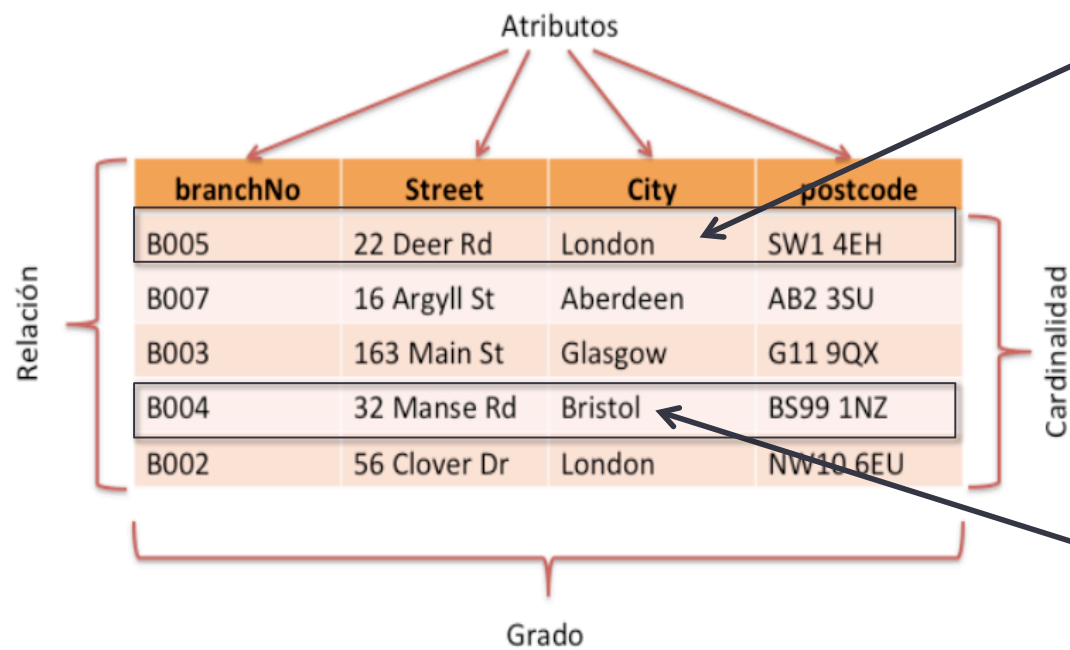 Atributos
branchNo Street City postcode
B005 22 Deer Rd London SW1 4EH
B007 16 Argyll St Aberdeen AB2 3SU
B003 163 Main St Glasgow G11 9QX
B004 32 Manse Rd Bristol BS99 1NZ
B002 56 Clover Dr London NW10 6EU
Relación
Cardinalidad
Grado